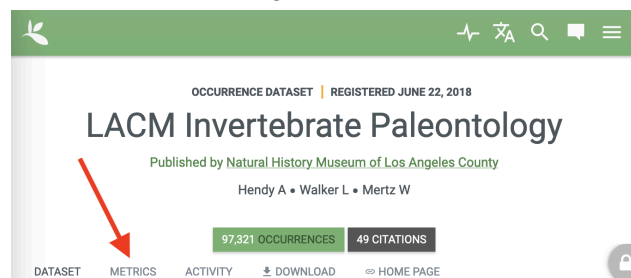 OCCURRENCE DATASET | REGISTERED JUNE 22, 2018
LACM Invertebrate Paleontology
Published by Natural History Museum of Los Angeles County
Hendy A • Walker L • Mertz W
97,321 OCCURRENCES 49 CITATIONS
DATASET METRICS ACTIVITY DOWNLOAD HOME PAGE